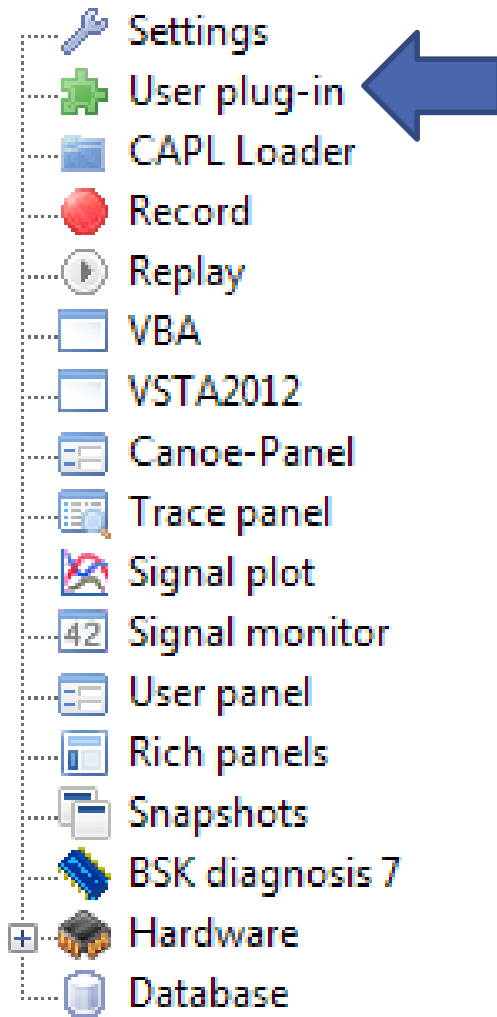 Settings
User plug-in
CAPL Loader
Record
Replay
VBA
VSTA2012
Canoe-Panel
Trace panel
Signal plot
42 Signal monitor
User panel
Rich panels
Snapshots
BSK diagnosis 7
Hardware
Database